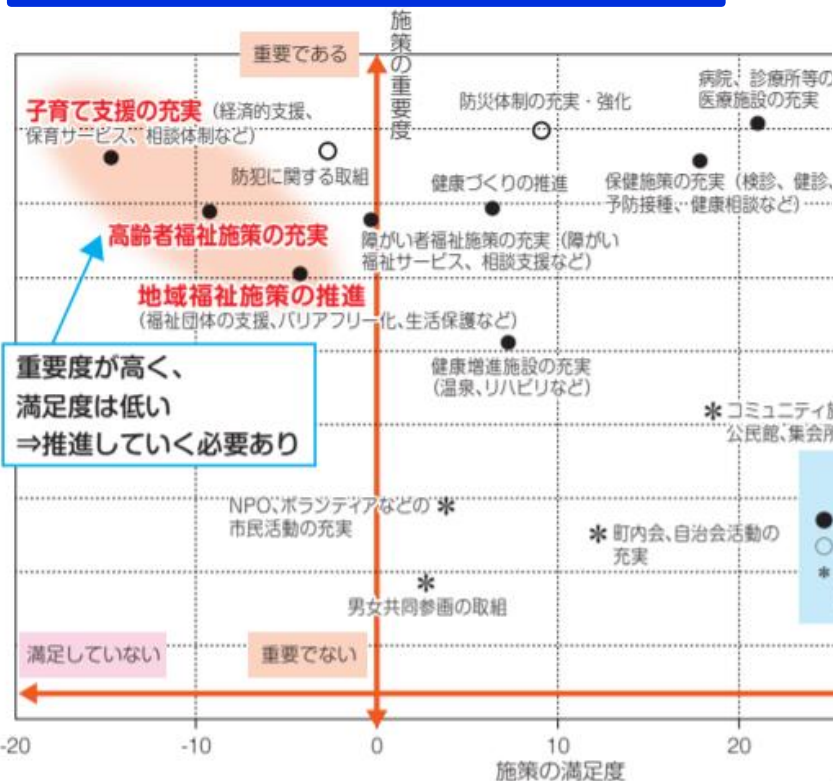 施策の重要度
重要である
病院、診療所等の
医療施設の充実
子育て支援の充実（経済的支援、
保育サービス、相談体制など）
防災体制の充実・強化
防犯に関する取組
健康づくりの推進
保健施策の充実（検診、健診、
予防接種、健康相談など）
高齢者福祉施策の充実
障がい者福祉施策の充実（障がい
福祉サービス、相談支援など）
地域福祉施策の推進
（福祉団体の支援、バリアフリー化、生活保護など）
重要度が高く、
満足度は低い
⇒推進していく必要あり
健康増進施設の充実
（温泉、リハビリなど）
＊コミュニティ施
公民館、集会所
NPO、ボランティアなどの＊
市民活動の充実
＊町内会、自治会活動の
充実
＊
男女共同参画の取組
●
○
＊
満足していない
重要でない
-20 -10 0 10 20
施策の満足度